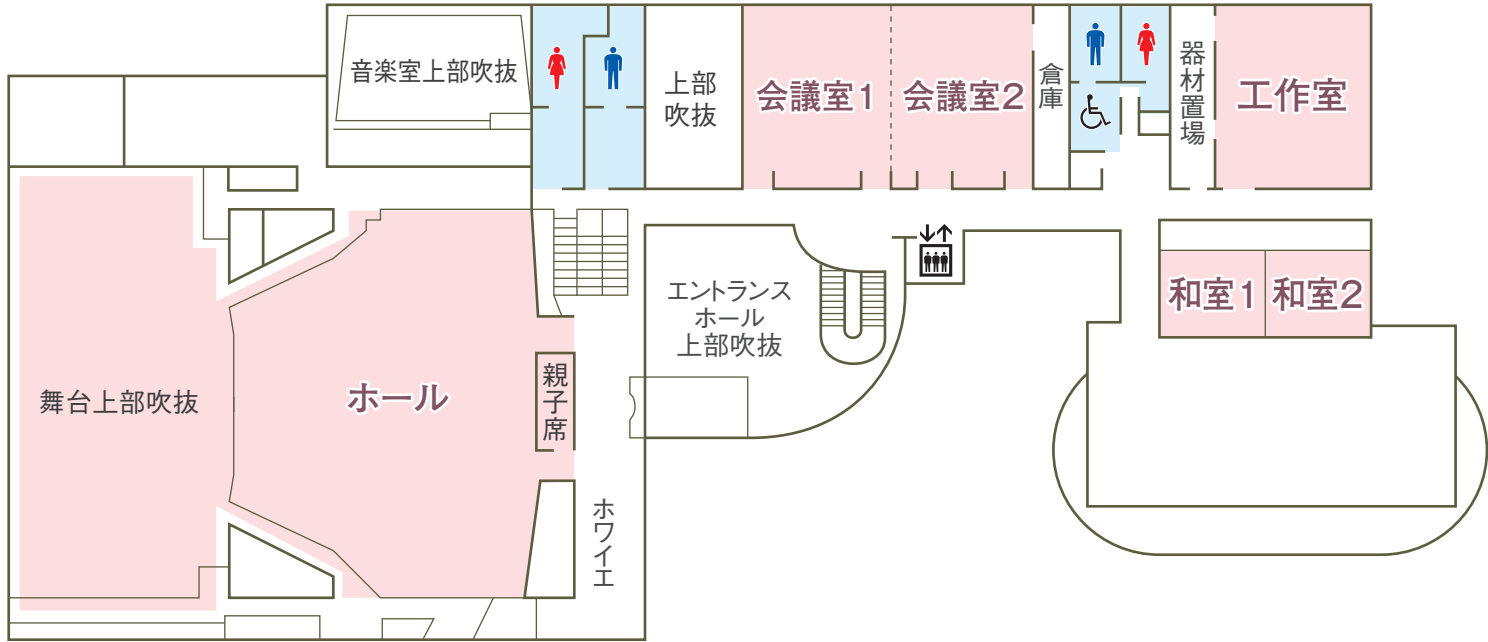 音楽室上部吹抜
上部
吹抜
会議室1
会議室2
倉庫
器材置場
工作室
和室1
和室2
エントランス
ホール
上部吹抜
舞台上部吹抜
ホール
親子席
ホワイエ